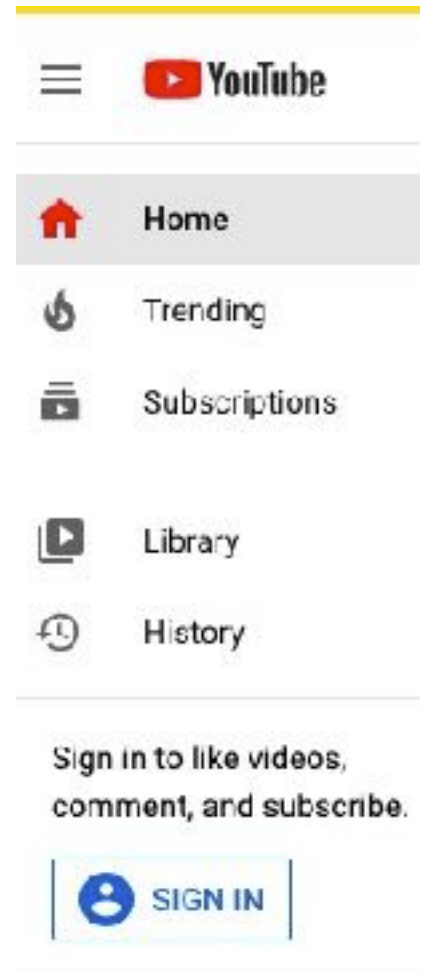 YouTube
Home
Trending
Subscriptions
Library
History
Sign in to like videos,
comment, and subscribe.
SIGN IN